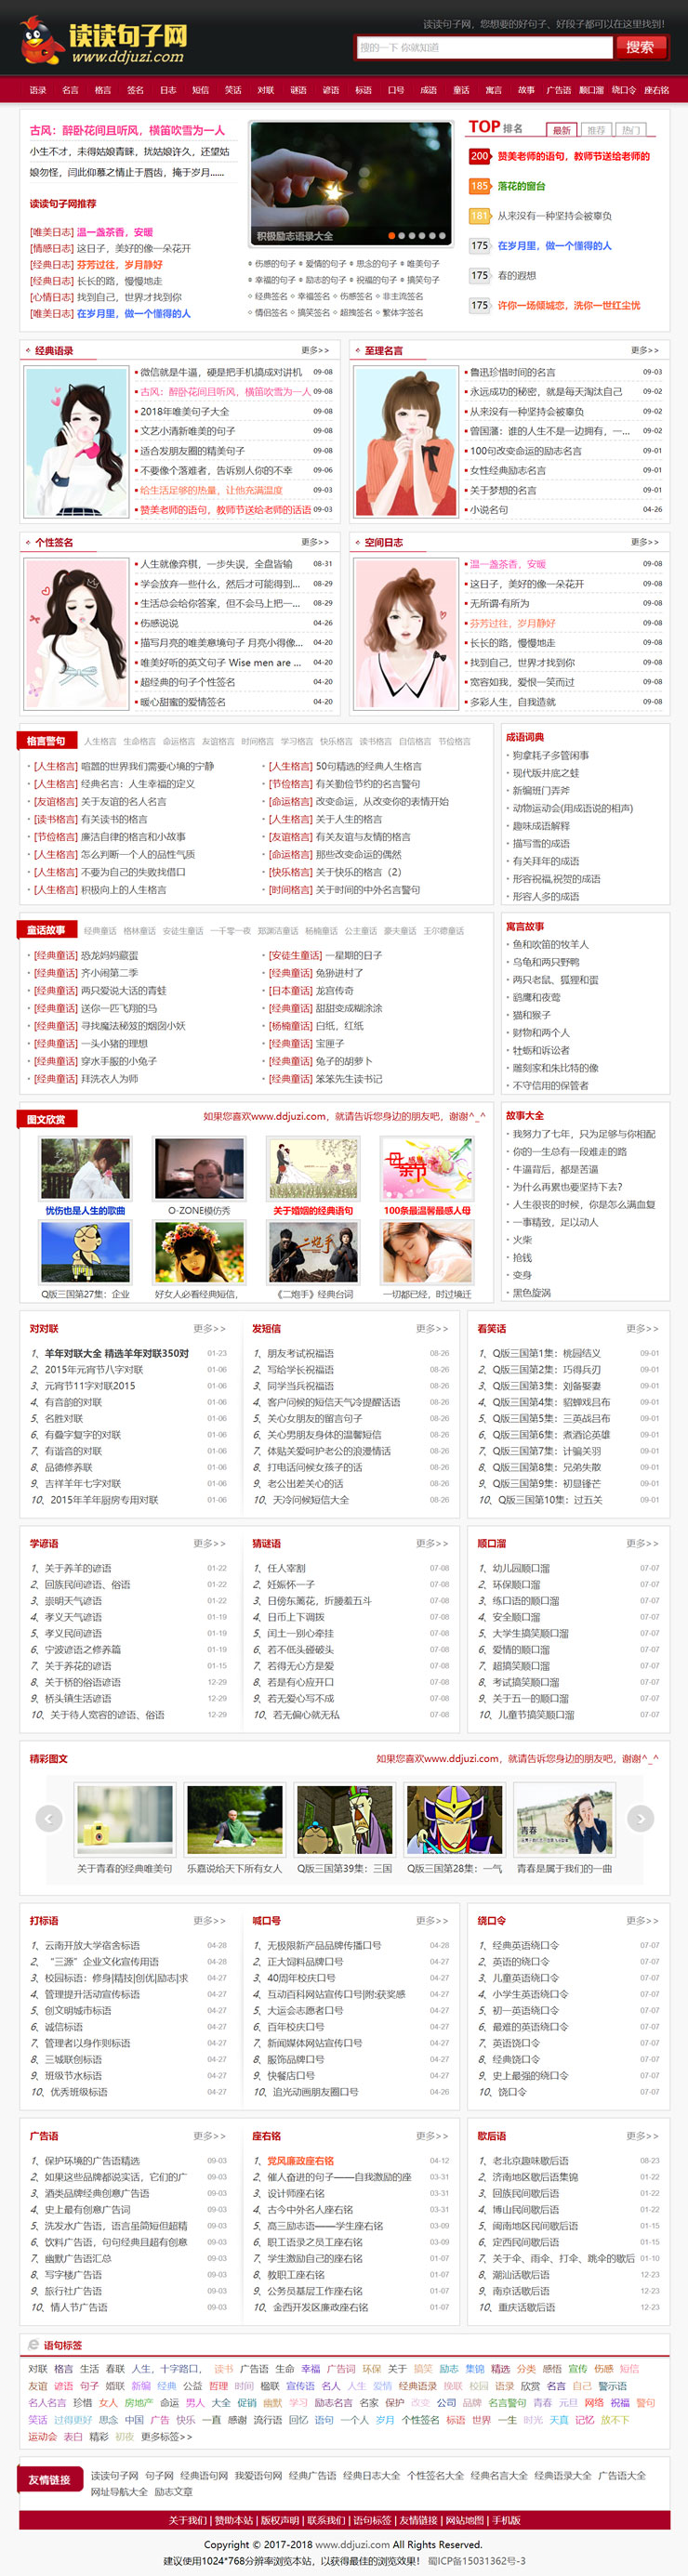 读读句子网
www.ddjuzi.com
读读句子网,您想要的好句子、好段子都可以在这里找到!
搜的一下 你就知道
搜索
语录 名言 格言 签名 日志 短信 笑话 对联 谜语 谚语 标语 口号 成语 童话 寓言 故事 广告语 顺口溜 绕口令 座右铭
古风:醉卧花间且听风,横笛吹雪为一人
小生不才,未得姑娘青睐,扰姑娘许久,还望姑
娘勿怪,闫此仰慕之情止于唇齿,掩于岁月......
读读句子网推荐
[唯美日志] 温一盏茶香,安暖
[情感日志] 这日子,美好的像一朵花开
[经典日志] 芬芳过往,岁月静好
[经典日志] 长长的路,慢慢地走
[心情日志] 找到自己,世界才找到你
[唯美日志] 在岁月里,做一个懂得的人
积极励志语录大全
伤感的句子 爱情的句子 思念的句子 唯美句子
幸福的句子 励志的句子 祝福的句子 搞笑句子
经典签名 幸福签名 伤感签名 非主流签名
情侣签名 搞笑签名 超拽签名 繁体字签名
TOP 排名 最新 推荐 热门
200 赞美老师的语句,教师节送给老师的
185 落花的窗台
181 从来没有一种坚持会被辜负
175 在岁月里,做一个懂得的人
175 春的遐想
175 许你一场倾城恋,洗你一世红尘忧
经典语录 更多>>
微信就是牛逼,硬是把手机搞成对讲机 09-08
古风:醉卧花间且听风,横笛吹雪为一人 09-08
2018年唯美句子大全 09-08
文艺小清新唯美的句子 09-08
适合发朋友圈的精美句子 09-08
不要像个落难者,告诉别人你的不幸 09-06
给生活足够的热量,让他充满温度 09-03
赞美老师的语句,教师节送给老师的话语 09-03
至理名言 更多>>
鲁迅珍惜时间的名言 09-03
永远成功的秘密,就是每天淘汰自己 09-02
从来没有一种坚持会被辜负 09-02
曾国藩:谁的人生不是一边拥有,一... 09-02
100句改变命运的励志名言 09-01
女性经典励志名言 09-01
关于梦想的名言 09-01
小说名句 04-26
个性签名 更多>>
人生就像弈棋,一步失误,全盘皆输 08-31
学会放弃一些什么,然后才可能得到... 08-29
生活总会给你答案,但不会马上把一... 08-29
伤感说说 04-26
描写月亮的唯美意境句子 月亮小得像... 04-20
唯美好听的英文句子 Wise men are ... 04-20
超经典的句子个性签名 04-20
暖心甜蜜的爱情签名 04-20
空间日志 更多>>
温一盏茶香,安暖 09-08
这日子,美好的像一朵花开 09-08
无所谓·有所为 09-08
芬芳过往,岁月静好 09-08
长长的路,慢慢地走 09-08
找到自己,世界才找到你 09-08
宽容如我,爱恨一笑而过 09-08
多彩人生,自我造就 09-08
格言警句 人生格言 生命格言 命运格言 友谊格言 时间格言 学习格言 快乐格言 读书格言 自信格言 节俭格言
[人生格言] 喧嚣的世界我们需要心境的宁静
[人生格言] 经典名言:人生幸福的定义
[友谊格言] 关于友谊的名人名言
[读书格言] 有关读书的格言
[节俭格言] 廉洁自律的格言和小故事
[人生格言] 怎么判断一个人的品性气质
[人生格言] 不要为自己的失败找借口
[人生格言] 积极向上的人生格言
[人生格言] 50句精选的经典人生格言
[节俭格言] 有关勤俭节约的名言警句
[命运格言] 改变命运,从改变你的表情开始
[人生格言] 关于人生的格言
[友谊格言] 有关友谊与友情的格言
[命运格言] 那些改变命运的偶然
[快乐格言] 关于快乐的格言(2)
[时间格言] 关于时间的中外名言警句
成语词典
狗拿耗子多管闲事
现代版井底之蛙
新编班门弄斧
动物运动会(用成语说的相声)
趣味成语解释
描写雪的成语
有关拜年的成语
形容祝福,祝贺的成语
形容人多的成语
童话故事 经典童话 格林童话 安徒生童话 一千零一夜 郑渊洁童话 杨楠童话 公主童话 豪夫童话 王尔德童话
[经典童话] 恐龙妈妈藏蛋
[经典童话] 齐小闹第二季
[经典童话] 两只爱说大话的青蛙
[经典童话] 送你一匹飞翔的马
[经典童话] 寻找魔法秘笈的烟囱小妖
[经典童话] 一头小猪的理想
[经典童话] 穿水手服的小兔子
[经典童话] 拜洗衣人为师
[安徒生童话] 一星期的日子
[经典童话] 兔狲进村了
[日本童话] 龙宫传奇
[经典童话] 甜甜变成糊涂涂
[杨楠童话] 白纸,红纸
[经典童话] 宝匣子
[经典童话] 兔子的胡萝卜
[经典童话] 笨笨先生读书记
寓言故事
鱼和吹笛的牧羊人
乌龟和两只野鸭
两只老鼠、狐狸和蛋
鹞鹰和夜莺
猫和猴子
财物和两个人
牡蛎和诉讼者
雕刻家和朱比特的像
不守信用的保管者
图文欣赏 如果您喜欢www.ddjuzi.com,就请告诉您身边的朋友吧,谢谢^_^
忧伤也是人生的歌曲 O-ZONE模仿秀 关于婚姻的经典语句 100条最温馨最感人母
Q版三国第27集:企业 好女人必看经典短信, 《二炮手》经典台词 一切都已经,时过境迁
故事大全
我努力了七年,只为足够与你相配
你的一生总有一段难走的路
牛逼背后,都是苦逼
为什么再累也要坚持下去?
人生很丧的时候,你是怎么满血复
一事精致,足以动人
火柴
抢钱
变身
黑色旋涡
对对联 更多>>
1、羊年对联大全 精选羊年对联350对 01-23
2、2015年元宵节八字对联 01-06
3、元宵节11字对联2015 01-06
4、有音韵的对联 01-06
5、名胜对联 01-06
6、有叠字复字的对联 01-06
7、有谐音的对联 01-06
8、品德修养联 01-06
9、吉祥羊年七字对联 01-06
10、2015年羊年厨房专用对联 01-06
发短信 更多>>
1、朋友考试祝福语 08-26
2、写给学长祝福语 08-26
3、同学当兵祝福语 08-26
4、客户问候的短信天气冷提醒话语 08-26
5、关心女朋友的留言句子 08-26
6、关心男朋友身体的温馨短信 08-26
7、体贴关爱呵护老公的浪漫情话 08-26
8、打电话问候女孩子的话 08-26
9、老公出差关心的话 08-26
10、天冷问候短信大全 08-26
看笑话 更多>>
1、Q版三国第1集:桃园结义 09-01
2、Q版三国第2集:巧得兵刃 09-01
3、Q版三国第3集:刘备娶妻 09-01
4、Q版三国第4集:貂蝉戏吕布 09-01
5、Q版三国第5集:三英战吕布 09-01
6、Q版三国第6集:煮酒论英雄 09-01
7、Q版三国第7集:计骗关羽 09-01
8、Q版三国第8集:兄弟失散 09-01
9、Q版三国第9集:初显锋芒 09-01
10、Q版三国第10集:过五关 09-01
学谚语 更多>>
1、关于养羊的谚语 01-22
2、回族民间谚语、俗语 01-22
3、崇明天气谚语 01-22
4、孝义天气谚语 01-19
5、孝义民间谚语 01-19
6、宁波谚语之修养篇 01-19
7、关于养花的谚语 01-15
8、关于桥的俗语谚语 12-29
9、桥头镇生活谚语 12-29
10、关于待人宽容的谚语、俗语 12-29
猜谜语 更多>>
1、任人宰割 07-08
2、妊娠怀一子 07-08
3、日傍东篱花,折腰羞五斗 07-08
4、日币上下调拨 07-08
5、闰土一别心牵挂 07-08
6、若不低头碰破头 07-08
7、若得无心方是爱 07-08
8、若是有心应开口 07-08
9、若无爱心写不成 07-08
10、若无偏心就无私 07-08
顺口溜 更多>>
1、幼儿园顺口溜 07-07
2、环保顺口溜 07-07
3、练口语的顺口溜 07-07
4、安全顺口溜 07-07
5、大学生搞笑顺口溜 07-07
6、爱情的顺口溜 07-07
7、超搞笑顺口溜 07-07
8、考试搞笑顺口溜 07-07
9、关于五一的顺口溜 07-07
10、儿童节搞笑顺口溜 07-07
精彩图文 如果您喜欢www.ddjuzi.com,就请告诉您身边的朋友吧,谢谢^_^
青春
关于青春的经典唯美句 乐嘉说给天下所有女人 Q版三国第39集:三国 Q版三国第28集:一气 青春是属于我们的一曲
打标语 更多>>
1、云南开放大学宿舍标语 04-28
2、“三源”企业文化宣传用语 04-28
3、校园标语:修身|精技|创优|励志|求 04-27
4、管理提升活动宣传标语 04-27
5、创文明城市标语 04-27
6、诚信标语 04-27
7、管理者以身作则标语 04-27
8、三城联创标语 04-27
9、班级节水标语 04-27
10、优秀班级标语 04-27
喊口号 更多>>
1、无极限新产品品牌传播口号 04-28
2、正大饲料品牌口号 04-27
3、40周年校庆口号 04-27
4、互动百科网站宣传口号|附:获奖感 04-27
5、大运会志愿者口号 04-27
6、百年校庆口号 04-27
7、新闻媒体网站宣传口号 04-27
8、服饰品牌口号 04-27
9、快餐店口号 04-27
10、追光动画朋友圈口号 04-26
绕口令 更多>>
1、经典英语绕口令 07-07
2、英语的绕口令 07-07
3、儿童英语绕口令 07-07
4、小学生英语绕口令 07-07
5、初一英语绕口令 07-07
6、最难的英语绕口令 07-07
7、英语饶口令 07-07
8、经典饶口令 07-07
9、史上最强的绕口令 07-07
10、饶口令 07-07
广告语 更多>>
1、保护环境的广告语精选 09-03
2、如果这些品牌都说实话,它们的广 09-03
3、酒类品牌经典创意广告语 09-03
4、史上最有创意广告词 09-03
5、洗发水广告语,语言虽简短但超精 09-03
6、饮料广告语,句句经典且超有创意 09-03
7、幽默广告语汇总 09-03
8、写字楼广告语 09-03
9、旅行社广告语 09-03
10、情人节广告语 09-03
座右铭 更多>>
1、党风廉政座右铭 04-12
2、催人奋进的句子——自我激励的座 03-31
3、设计师座右铭 03-31
4、古今中外名人座右铭 03-31
5、高三励志语——学生座右铭 03-09
6、职工语录之员工座右铭 03-09
7、学生激励自己的座右铭 01-07
8、教职工座右铭 01-07
9、公务员基层工作座右铭 01-07
10、金西开发区廉政座右铭 01-07
歇后语 更多>>
1、老北京趣味歇后语 08-23
2、济南地区歇后语集锦 01-22
3、回族民间歇后语 01-22
4、博山民间歇后语 01-22
5、闽南地区民间歇后语 01-15
6、定西民间歇后语 01-15
7、关于伞、雨伞、打伞、跳伞的歇后 01-10
8、潮汕话歇后语 12-23
9、南京话歇后语 12-23
10、重庆话歇后语 12-23
语句标签
对联 格言 生活 春联 人生,十字路口, 读书 广告语 生命 幸福 广告词 环保 关于 搞笑 励志 集锦 精选 分类 感悟 宣传 伤感 短信
友谊 谚语 句子 婚联 新编 经典 公益 哲理 时间 楹联 宣传语 名人 人生 爱情 经典语录 挽联 校园 语录 欣赏 名言 自己 警示语
名人名言 珍惜 女人 房地产 命运 男人 大全 促销 幽默 学习 励志名言 名家 保护 改变 公司 品牌 名言警句 青春 元旦 网络 祝福 警句
笑话 过得更好 思念 中国 广告 快乐 一直 感谢 流行语 回忆 语句 一个人 岁月 个性签名 标语 世界 一生 时光 天真 记忆 放不下
运动会 表白 精彩 初夜 更多标签>>
友情链接 读读句子网 句子网 经典语句网 我爱语句网 经典广告语 经典日志大全 个性签名大全 经典名言大全 经典语录大全 广告语大全
网址导航大全 励志文章
关于我们 | 赞助本站 | 版权声明 | 联系我们 | 语句标签 | 友情链接 | 网站地图 | 手机版
Copyright © 2017-2018 www.ddjuzi.com All Rights Reserved.
建议使用1024*768分辨率浏览本站,以获得最佳的浏览效果! 蜀ICP备15031362号-3